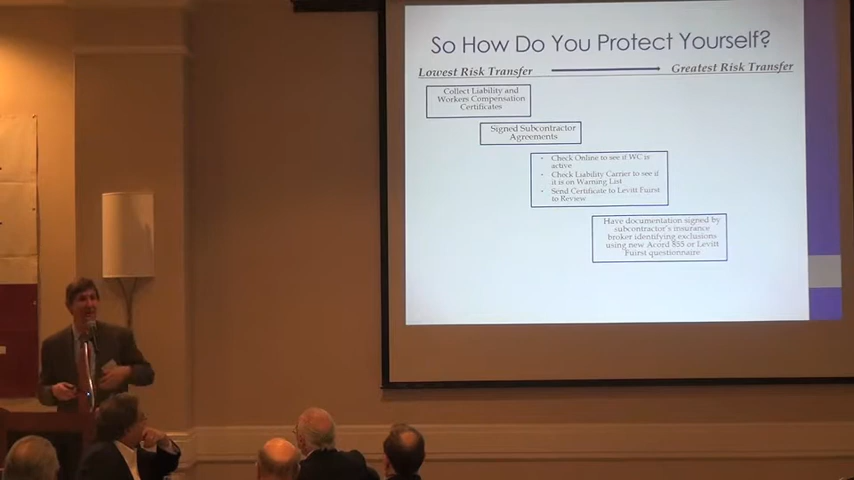 So How Do You Protect Yourself?
Lowest Risk Transfer
Greatest Risk Transfer
Collect Liability and
Workers Compensation
Certificates
Signed Subcontractor
Agreements
• Check Online to see if WC is
active
• Check Liability Carrier to see if
it is on Warning List
• Send Certificate to Levitt Fuirst
to Review
Have documentation signed by
subcontractor's insurance
broker identifying exclusions
using new Acord 855 or Levitt
Fuirst questionnaire